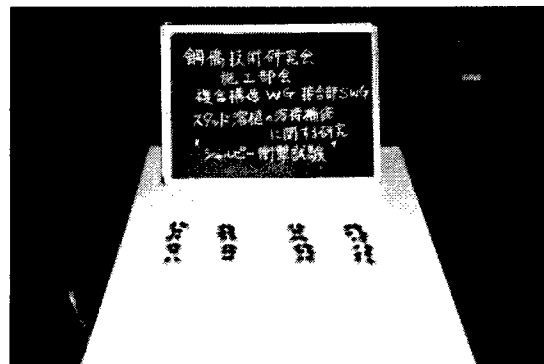 鋼橋技術研究会
施工部会
複合構造WG 接合部SWG
スタッド溶植の溶接補修
に関する研究
"シャルピー衝撃試験"